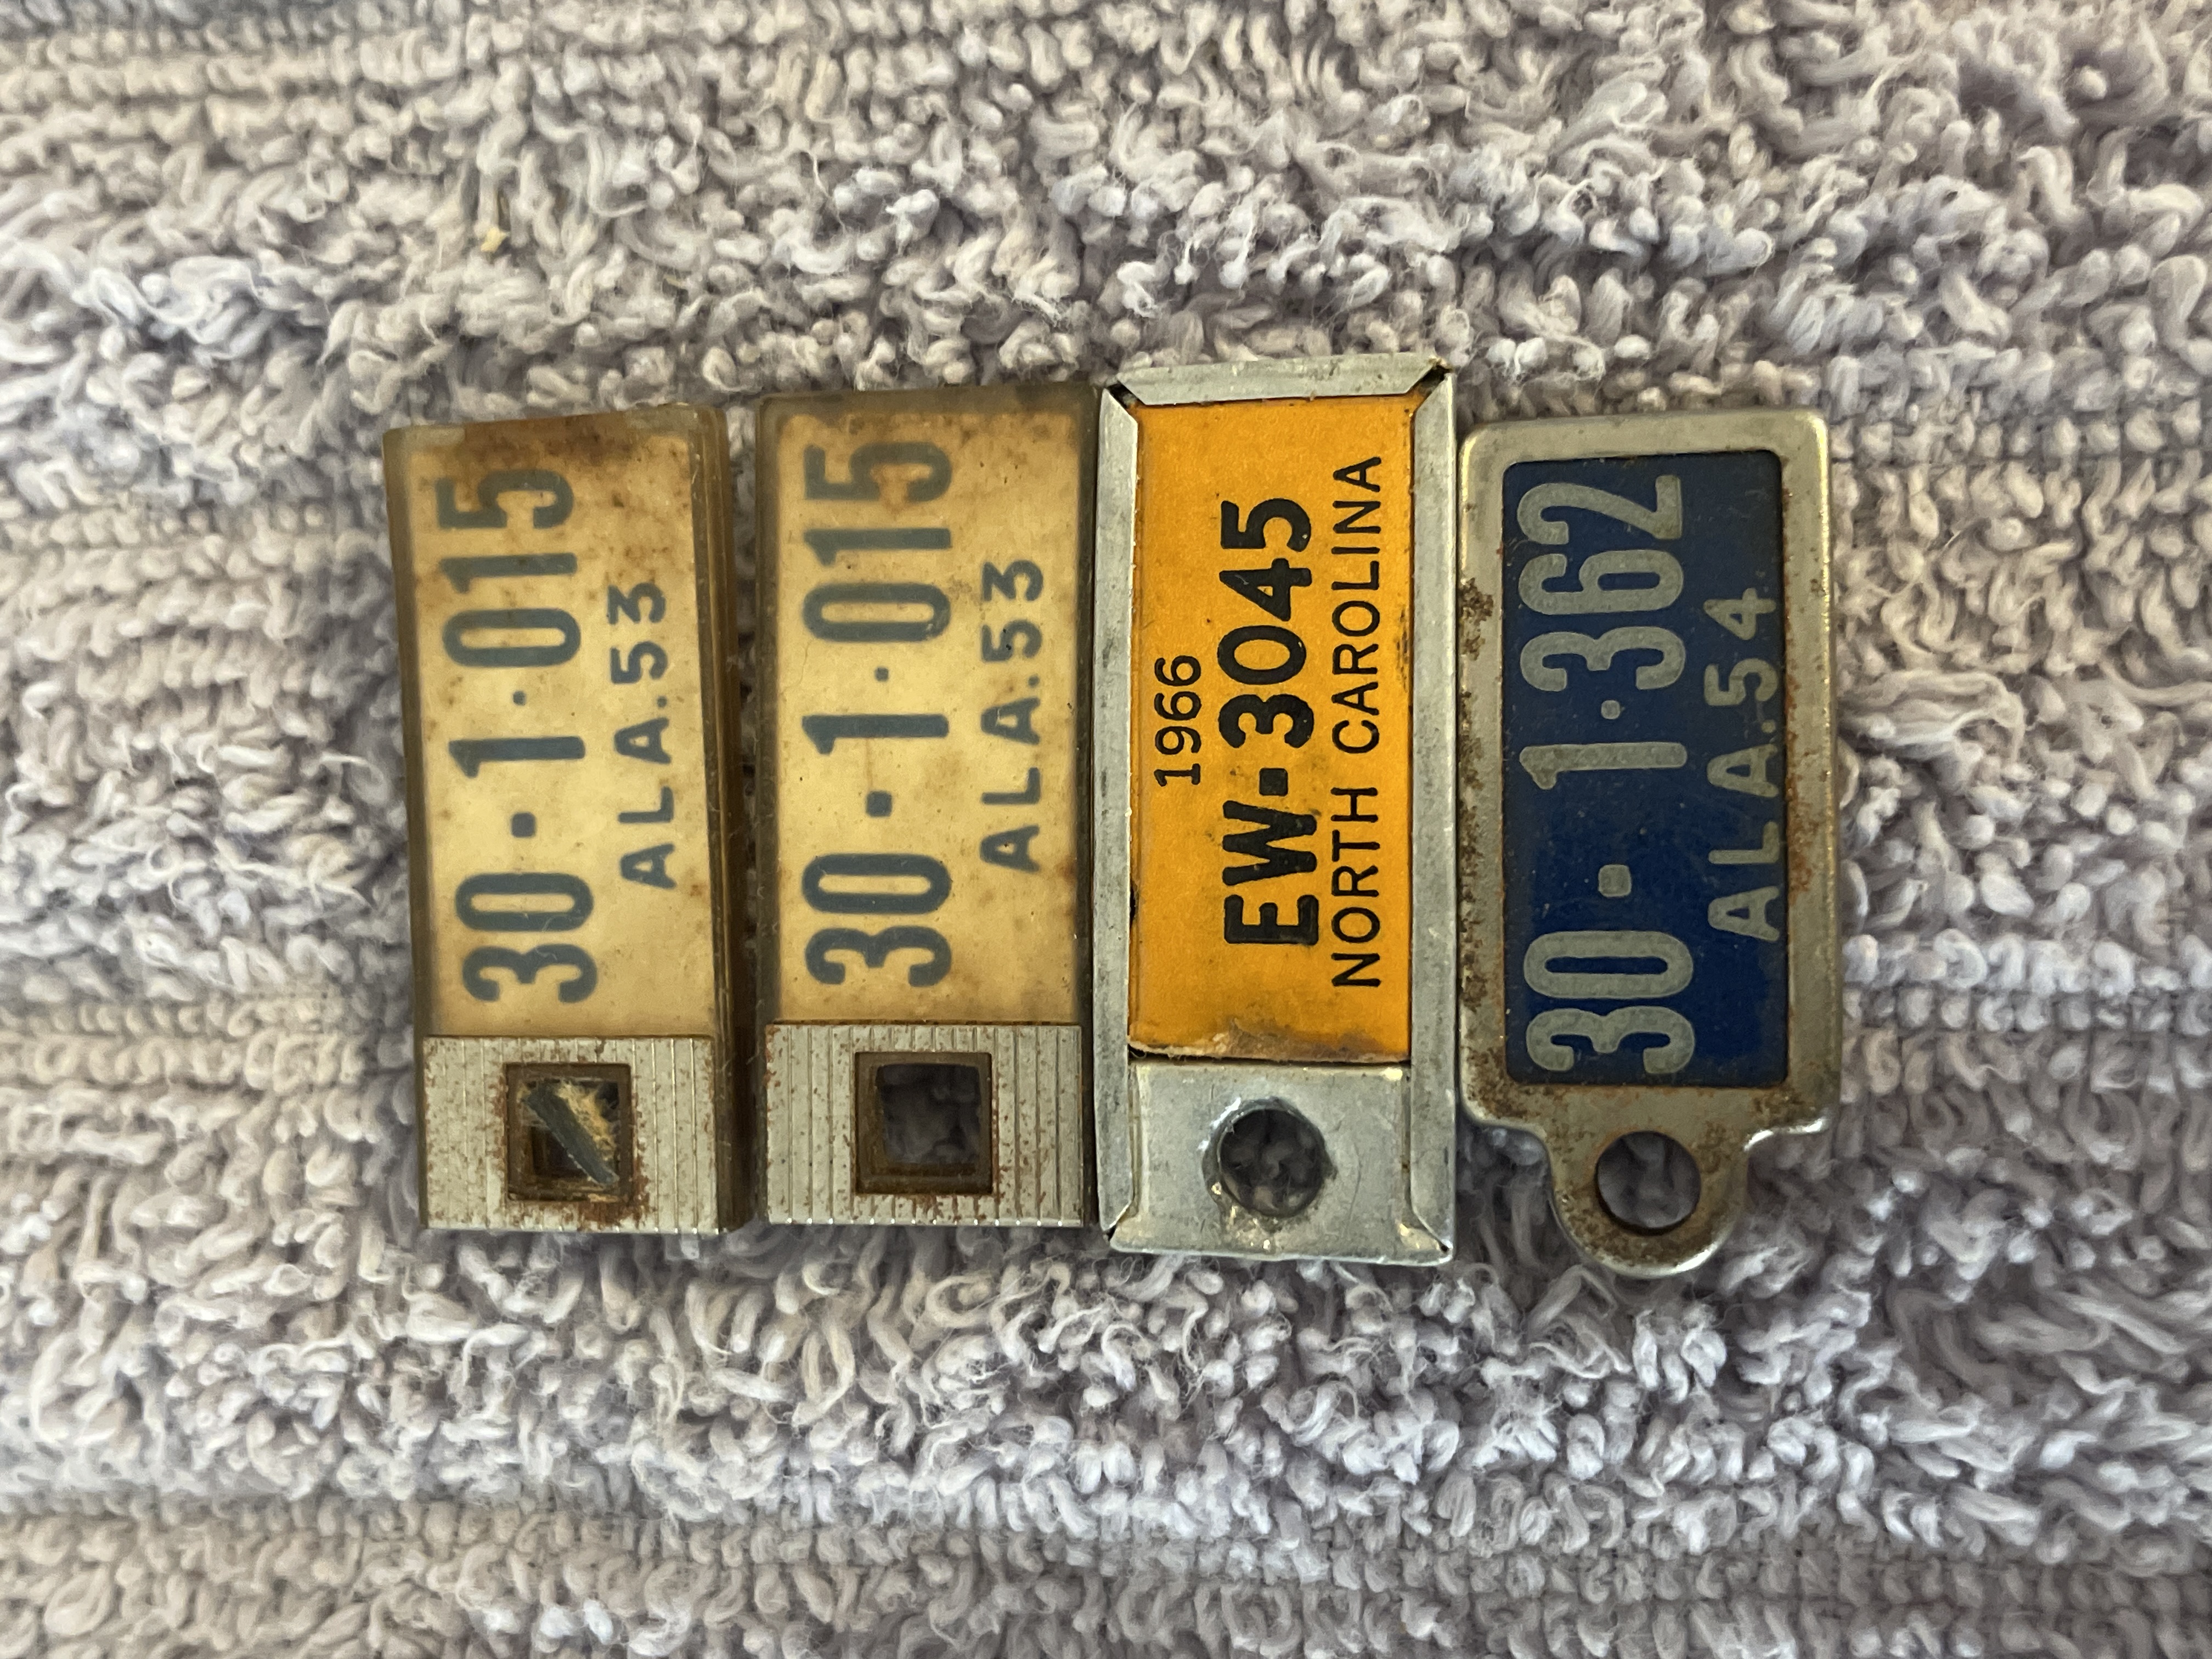 30·1·015
ALA.53
30·1·015
ALA.53
1966
EW-3045
NORTH CAROLINA
30·1·362
ALA.54